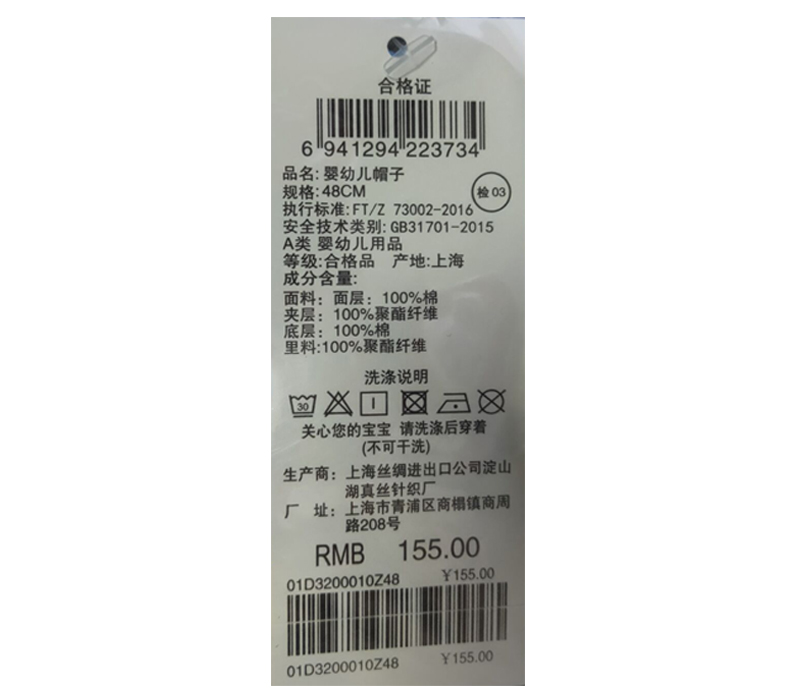 合格证
6 941294 223734
品名: 婴幼儿帽子
规格: 48CM
检 03
执行标准: FT/Z 73002-2016
安全技术类别: GB31701-2015
A类 婴幼儿用品
等级:合格品 产地:上海
成分含量:
面料: 面层: 100%棉
夹层: 100%聚酯纤维
底层: 100%棉
里料:100%聚酯纤维
洗涤说明
30
关心您的宝宝 请洗涤后穿着
(不可干洗)
生产商: 上海丝绸进出口公司淀山
湖真丝针织厂
厂 址: 上海市青浦区商榻镇商周
路208号
RMB 155.00
01D3200010Z48 ¥155.00
01D3200010Z48 ¥155.00